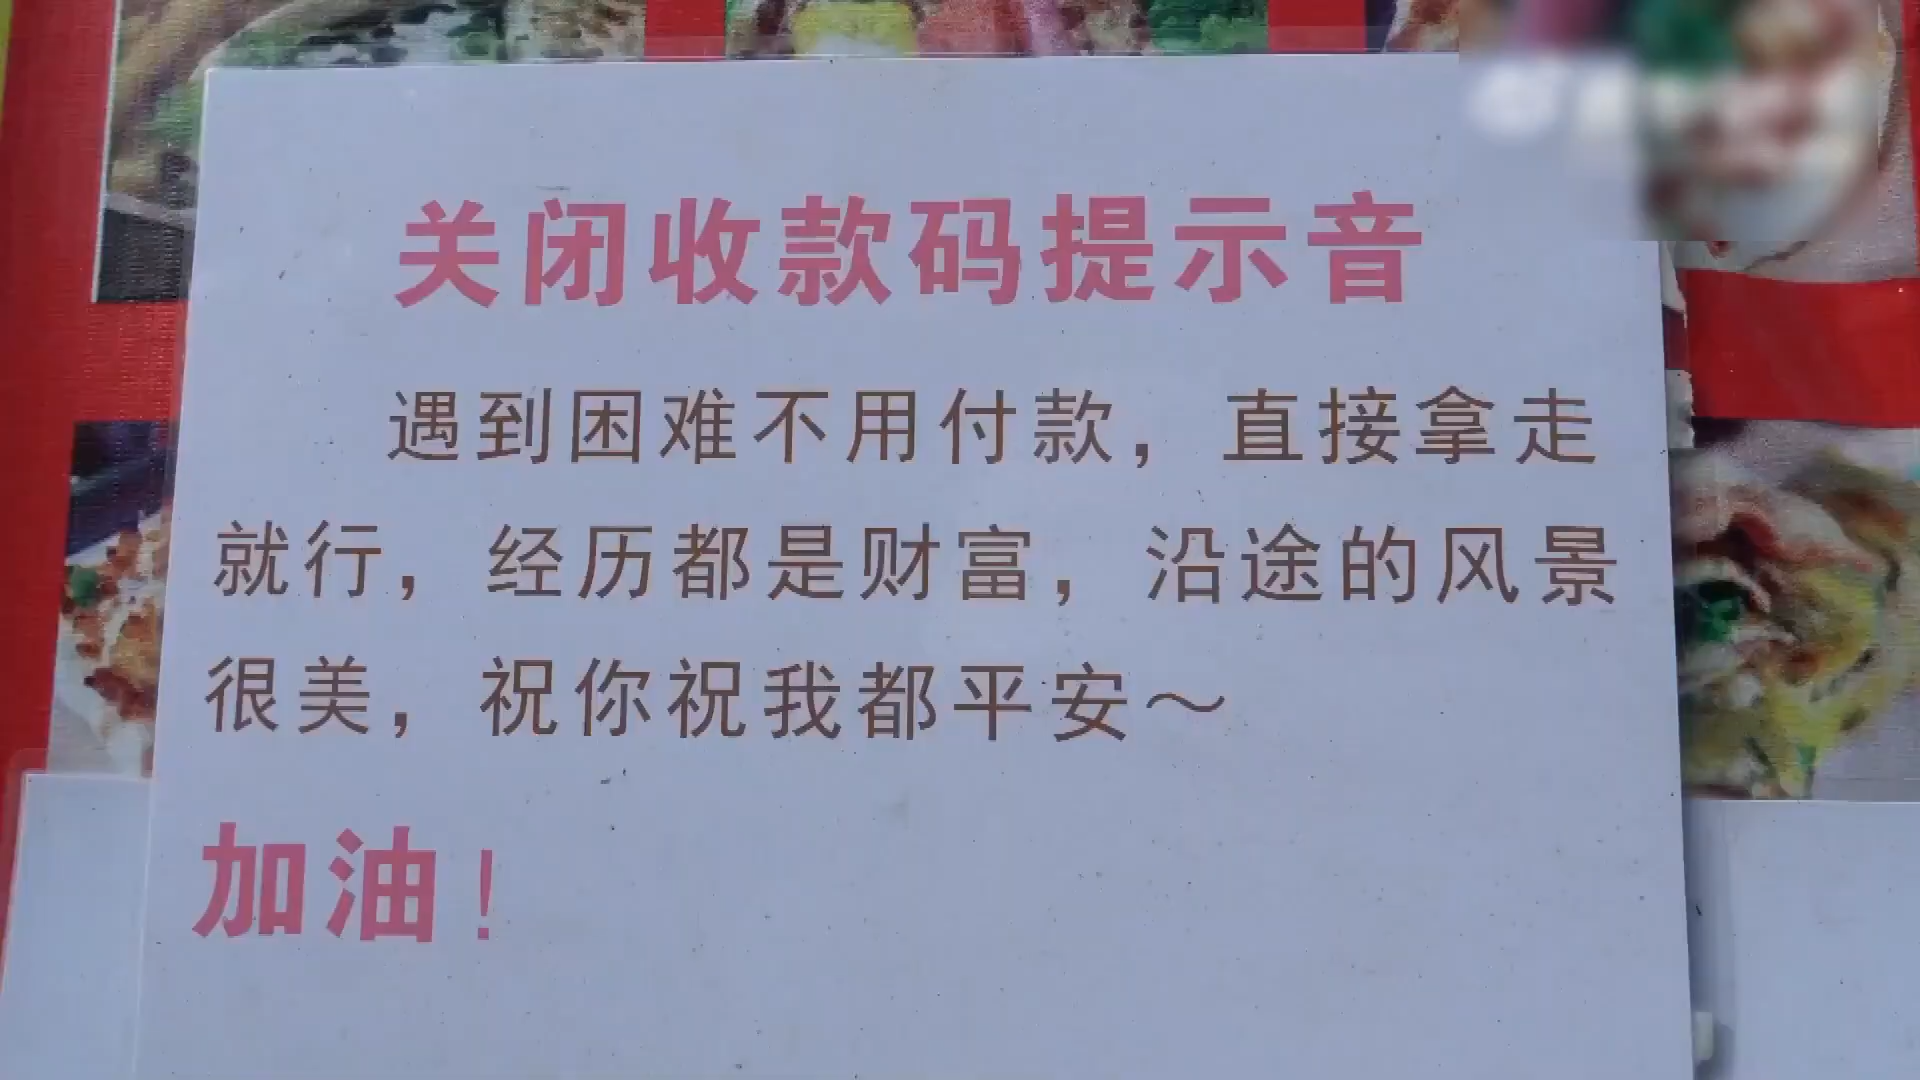 关闭收款码提示音
遇到困难不用付款，直接拿走
就行，经历都是财富，沿途的风景
很美，祝你祝我都平安～
加油！